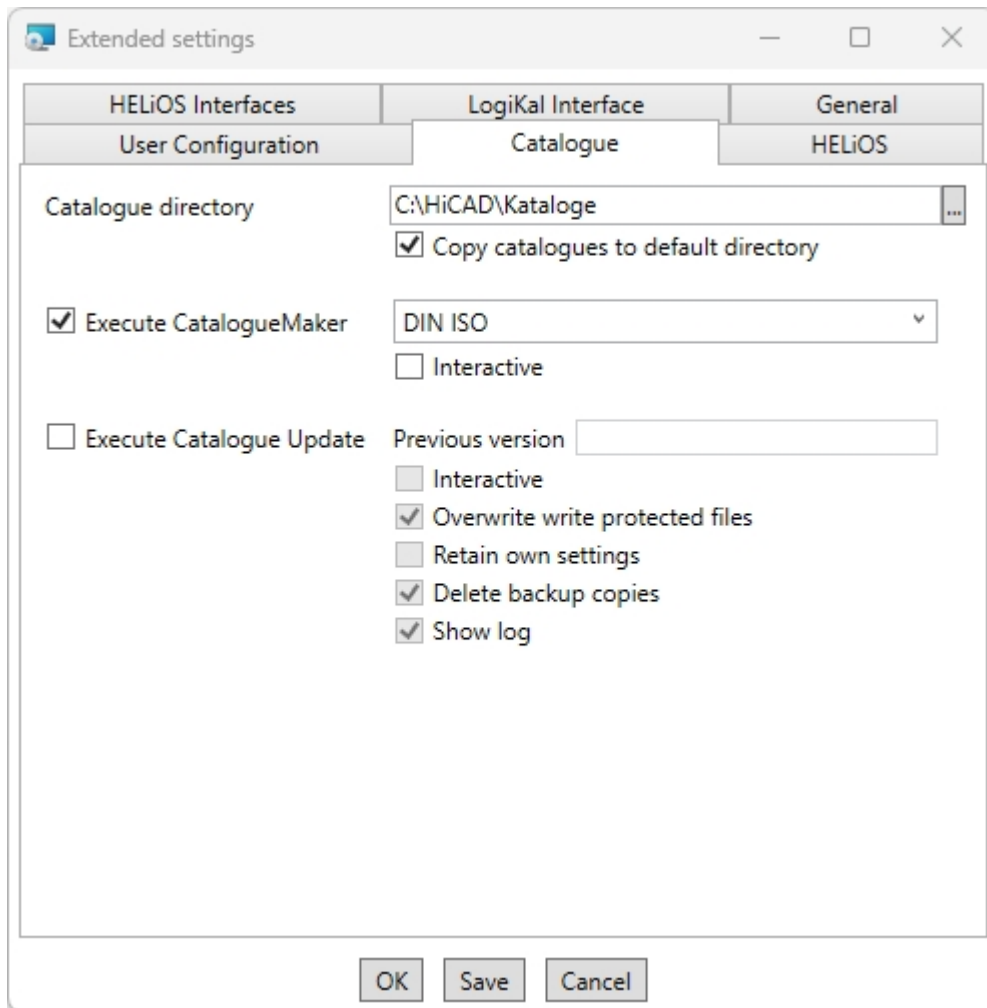 Extended settings
HELiOS Interfaces LogiKal Interface General
User Configuration Catalogue HELiOS
Catalogue directory C:\HiCAD\Kataloge ...
Copy catalogues to default directory
Execute CatalogueMaker DIN ISO
Interactive
Execute Catalogue Update Previous version
Interactive
Overwrite write protected files
Retain own settings
Delete backup copies
Show log
OK Save Cancel